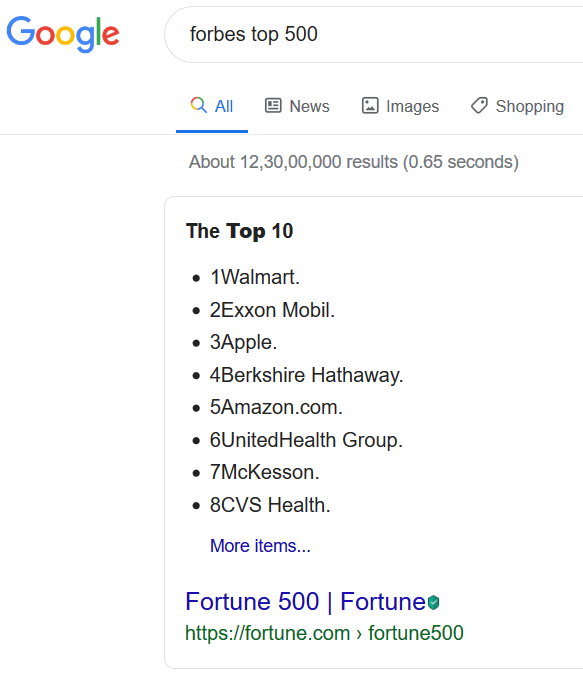 Google
forbes top 500
All News Images Shopping
About 12,30,00,000 results (0.65 seconds)
The Top 10
• 1Walmart.
• 2Exxon Mobil.
• 3Apple.
• 4Berkshire Hathaway.
• 5Amazon.com.
• 6UnitedHealth Group.
• 7McKesson.
• 8CVS Health.
More items...
Fortune 500 | Fortune
https://fortune.com › fortune500